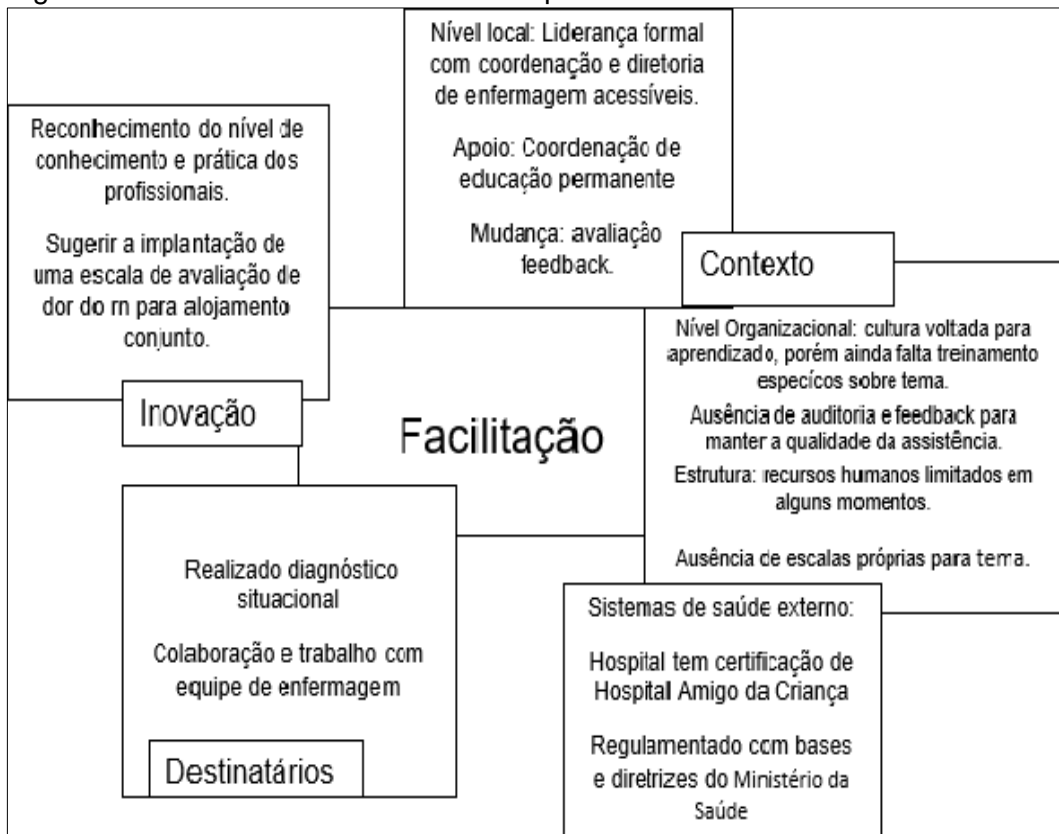 Nível local: Liderança formal
com coordenação e diretoria
de enfermagem acessíveis.
Apoio: Coordenação de
educação permanente
Mudança: avaliação
feedback.
Reconhecimento do nível de
conhecimento e prática dos
profissionais.
Sugerir a implantação de
uma escala de avaliação de
dor do rn para alojamento
conjunto.
Inovação
Contexto
Nível Organizacional: cultura voltada para
aprendizado, porém ainda falta treinamento
especícos sobre tema.
Ausência de auditoria e feedback para
manter a qualidade da assistência.
Estrutura: recursos humanos limitados em
alguns momentos.
Ausência de escalas próprias para tema.
Facilitação
Realizado diagnóstico
situacional
Colaboração e trabalho com
equipe de enfermagem
Destinatários
Sistemas de saúde externo:
Hospital tem certificação de
Hospital Amigo da Criança
Regulamentado com bases
e diretrizes do Ministério da
Saúde